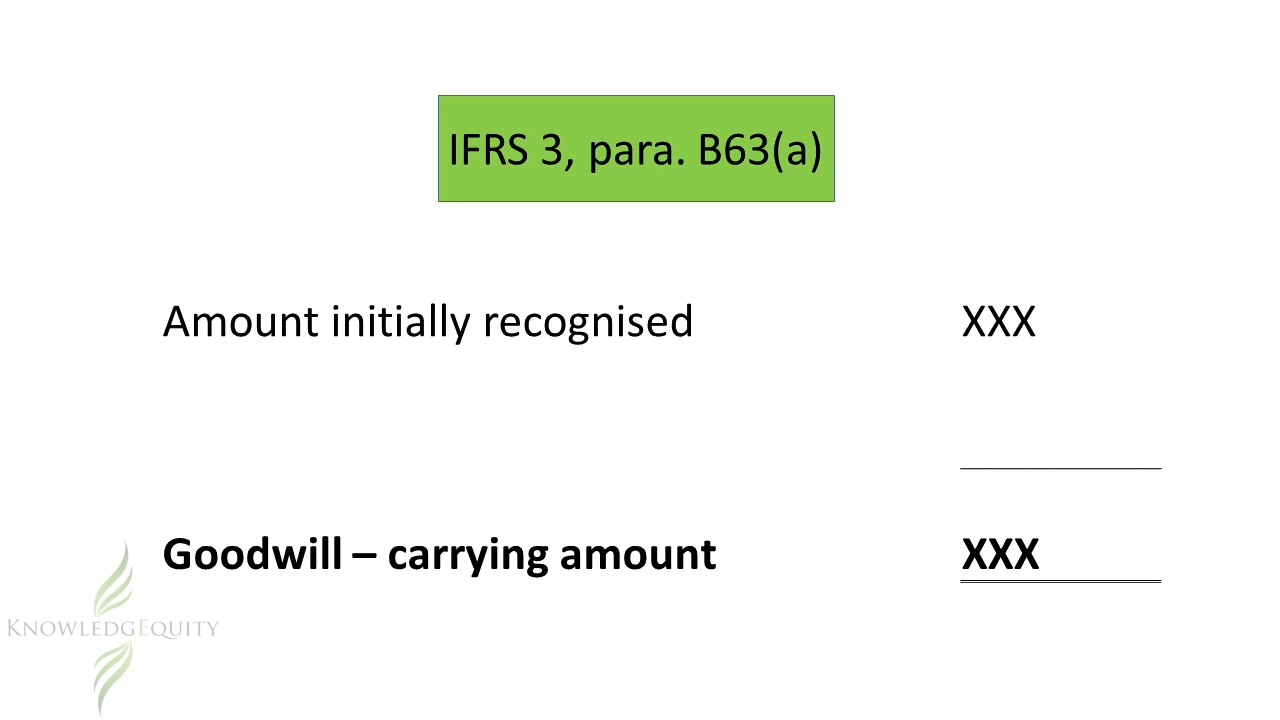 IFRS 3, para. B63(a)
Amount initially recognised XXX
Goodwill – carrying amount XXX
KNOWLEDGEQUITY